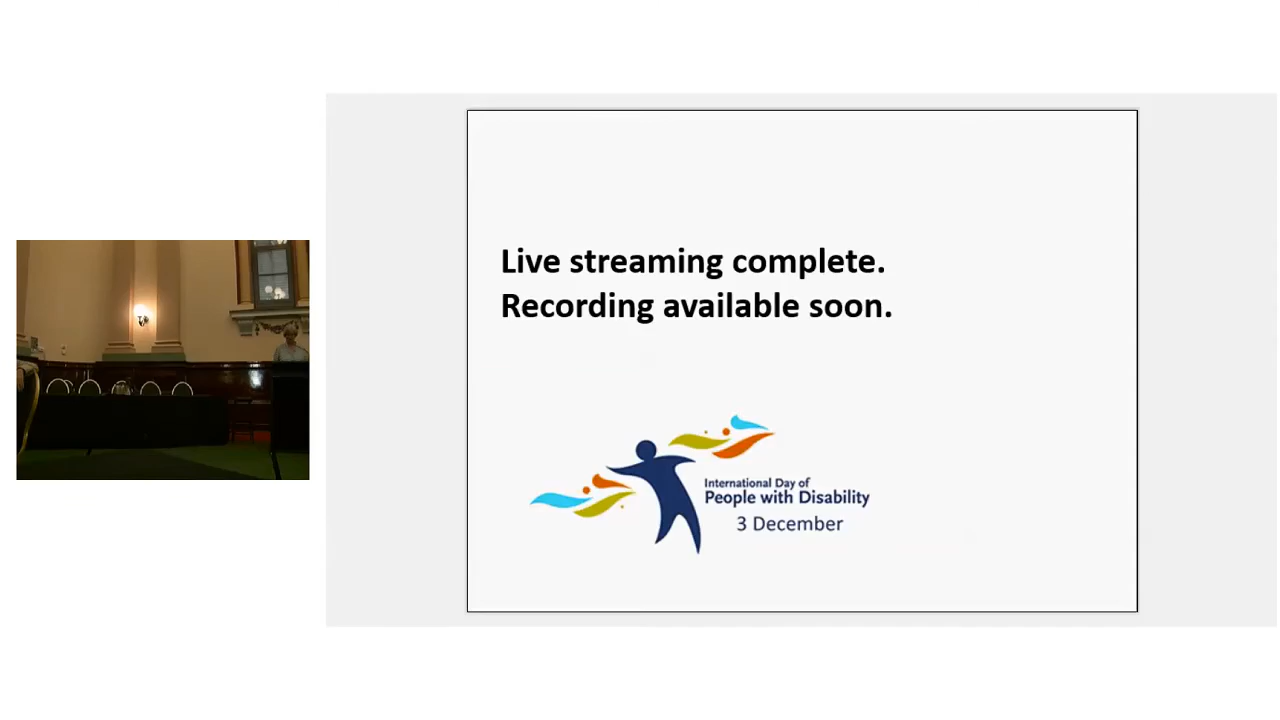 Live streaming complete.
Recording available soon.
International Day of
People with Disability
3 December